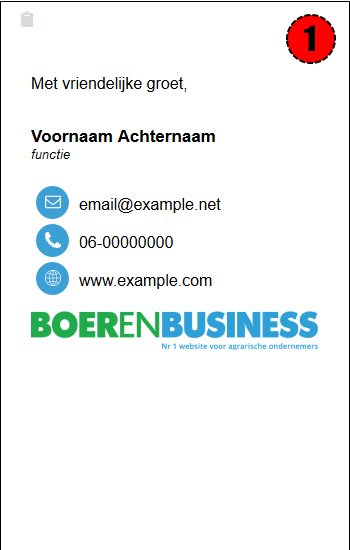 1
Met vriendelijke groet,
Voornaam Achternaam
functie
email@example.net
06-00000000
www.example.com
BOERENBUSINESS
Nr 1 website voor agrarische ondernemers